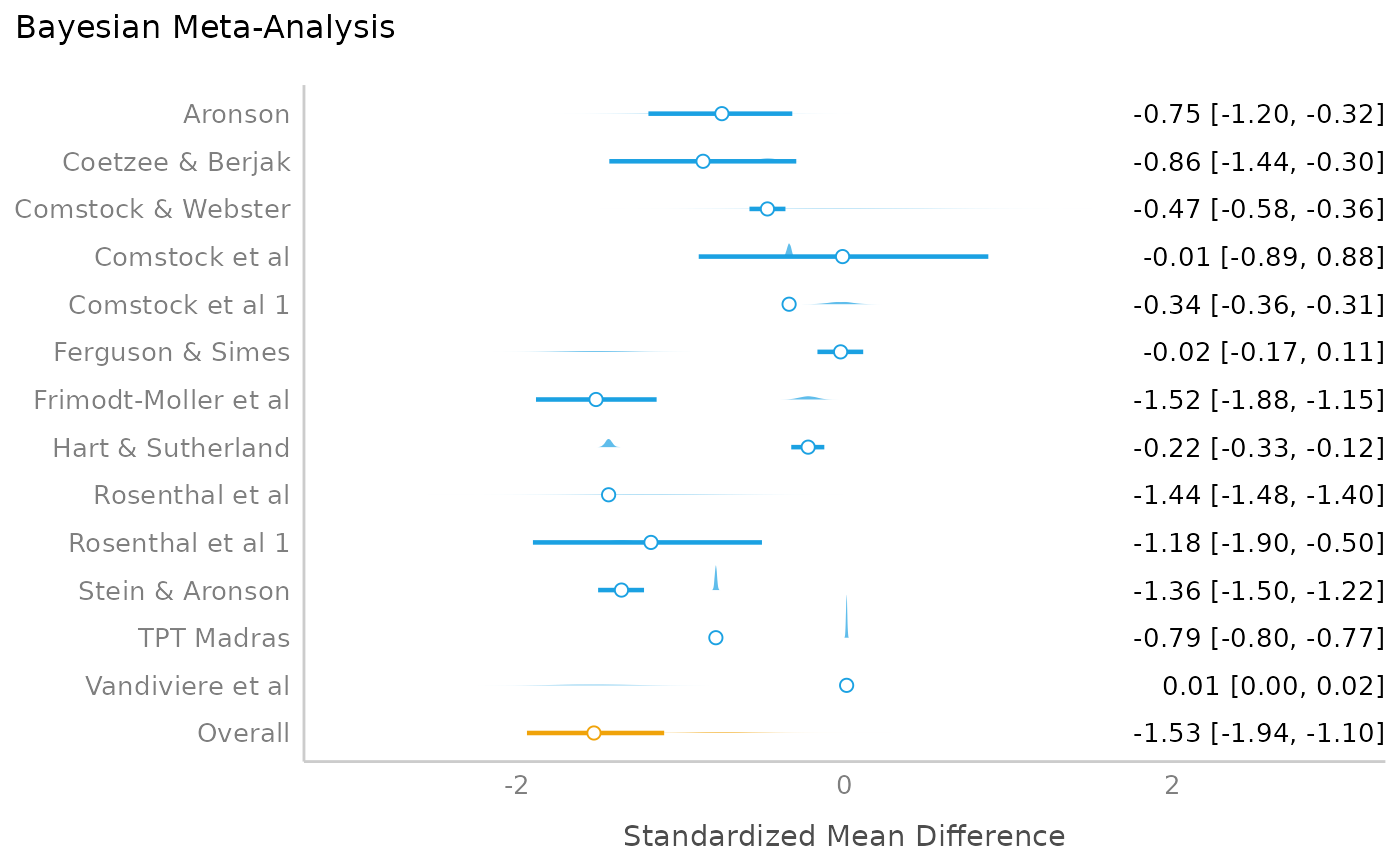 Bayesian Meta-Analysis
Aronson -0.75 [-1.20, -0.32]
Coetzee & Berjak -0.86 [-1.44, -0.30]
Comstock & Webster -0.47 [-0.58, -0.36]
Comstock et al -0.01 [-0.89, 0.88]
Comstock et al 1 -0.34 [-0.36, -0.31]
Ferguson & Simes -0.02 [-0.17, 0.11]
Frimodt-Moller et al -1.52 [-1.88, -1.15]
Hart & Sutherland -0.22 [-0.33, -0.12]
Rosenthal et al -1.44 [-1.48, -1.40]
Rosenthal et al 1 -1.18 [-1.90, -0.50]
Stein & Aronson -1.36 [-1.50, -1.22]
TPT Madras -0.79 [-0.80, -0.77]
Vandiviere et al 0.01 [0.00, 0.02]
Overall -1.53 [-1.94, -1.10]
-2 0 2
Standardized Mean Difference